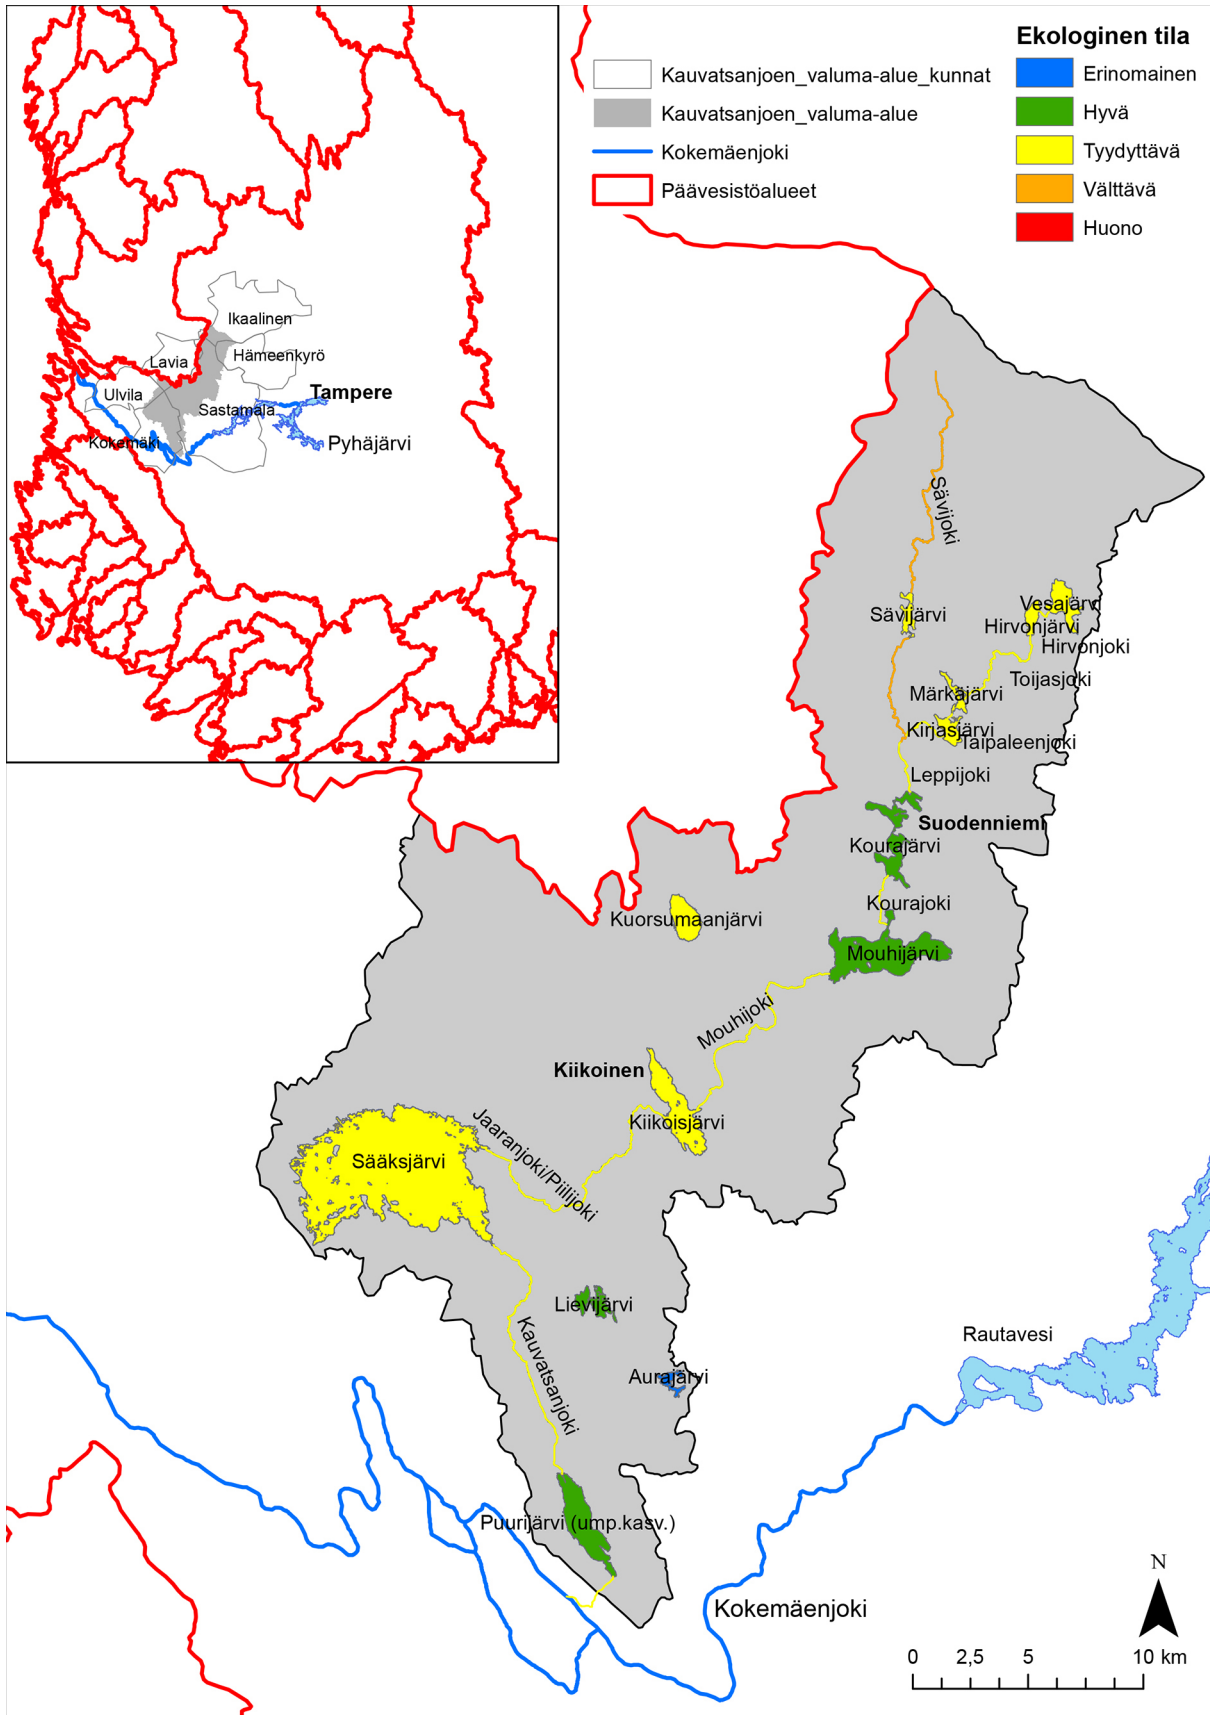 Ekologinen tila
Kauvatsanjoen_valuma-alue_kunnat
Kauvatsanjoen_valuma-alue
Kokemäenjoki
Päävesistöalueet
Erinomainen
Hyvä
Tyydyttävä
Välttävä
Huono
Ikaalinen
Lavia
Hämeenkyrö
Ulvila
Tampere
Sastamala
Kokemäki
Pyhäjärvi
Sävijoki
Sävijärvi
Vesajärvi
Hirvonjärvi
Hirvonjoki
Toijasjoki
Märkäjärvi
Kirjasjärvi
Taipaleenjoki
Leppijoki
Suodenniemi
Kourajärvi
Kourajoki
Kuorsumaanjärvi
Mouhijärvi
Mouhijoki
Kiikoinen
Kiikoisjärvi
Jaaranjoki/Piilijoki
Sääksjärvi
Lievijärvi
Rautavesi
Kauvatsanjoki
Aurajärvi
Puurijärvi (ump.kasv.)
Kokemäenjoki
N
0 2,5 5 10 km